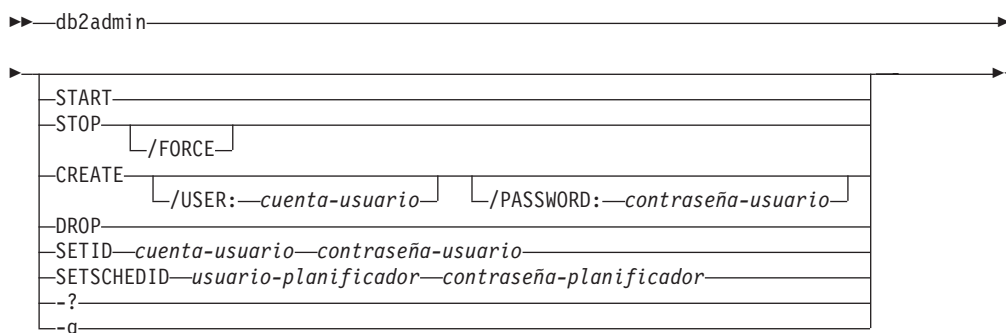 db2admin
START
STOP
/FORCE
CREATE
/USER: cuenta-usuario /PASSWORD: contraseña-usuario
DROP
SETID cuenta-usuario contraseña-usuario
SETSCHEDID usuario-planificador contraseña-planificador
-?
-q